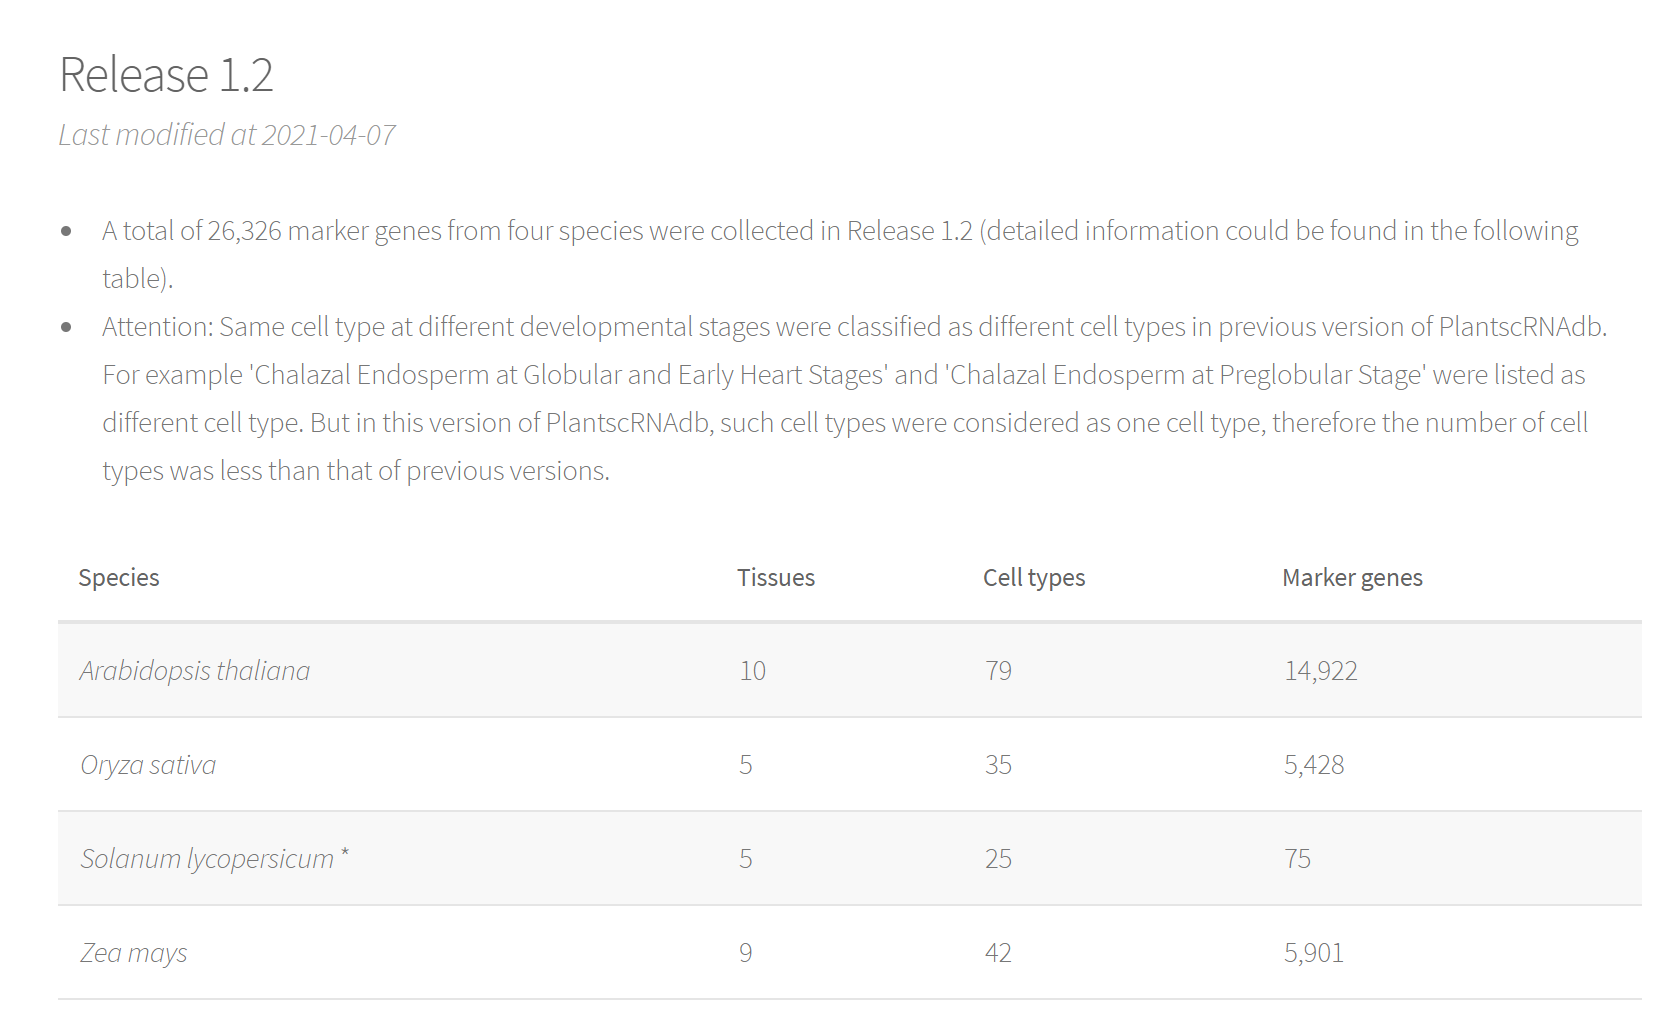 Release 1.2
Last modified at 2021-04-07
• A total of 26,326 marker genes from four species were collected in Release 1.2 (detailed information could be found in the following
table).
• Attention: Same cell type at different developmental stages were classified as different cell types in previous version of PlantscRNAdb.
For example 'Chalazal Endosperm at Globular and Early Heart Stages' and 'Chalazal Endosperm at Preglobular Stage' were listed as
different cell type. But in this version of PlantscRNAdb, such cell types were considered as one cell type, therefore the number of cell
types was less than that of previous versions.
Species Tissues Cell types Marker genes
Arabidopsis thaliana 10 79 14,922
Oryza sativa 5 35 5,428
Solanum lycopersicum * 5 25 75
Zea mays 9 42 5,901